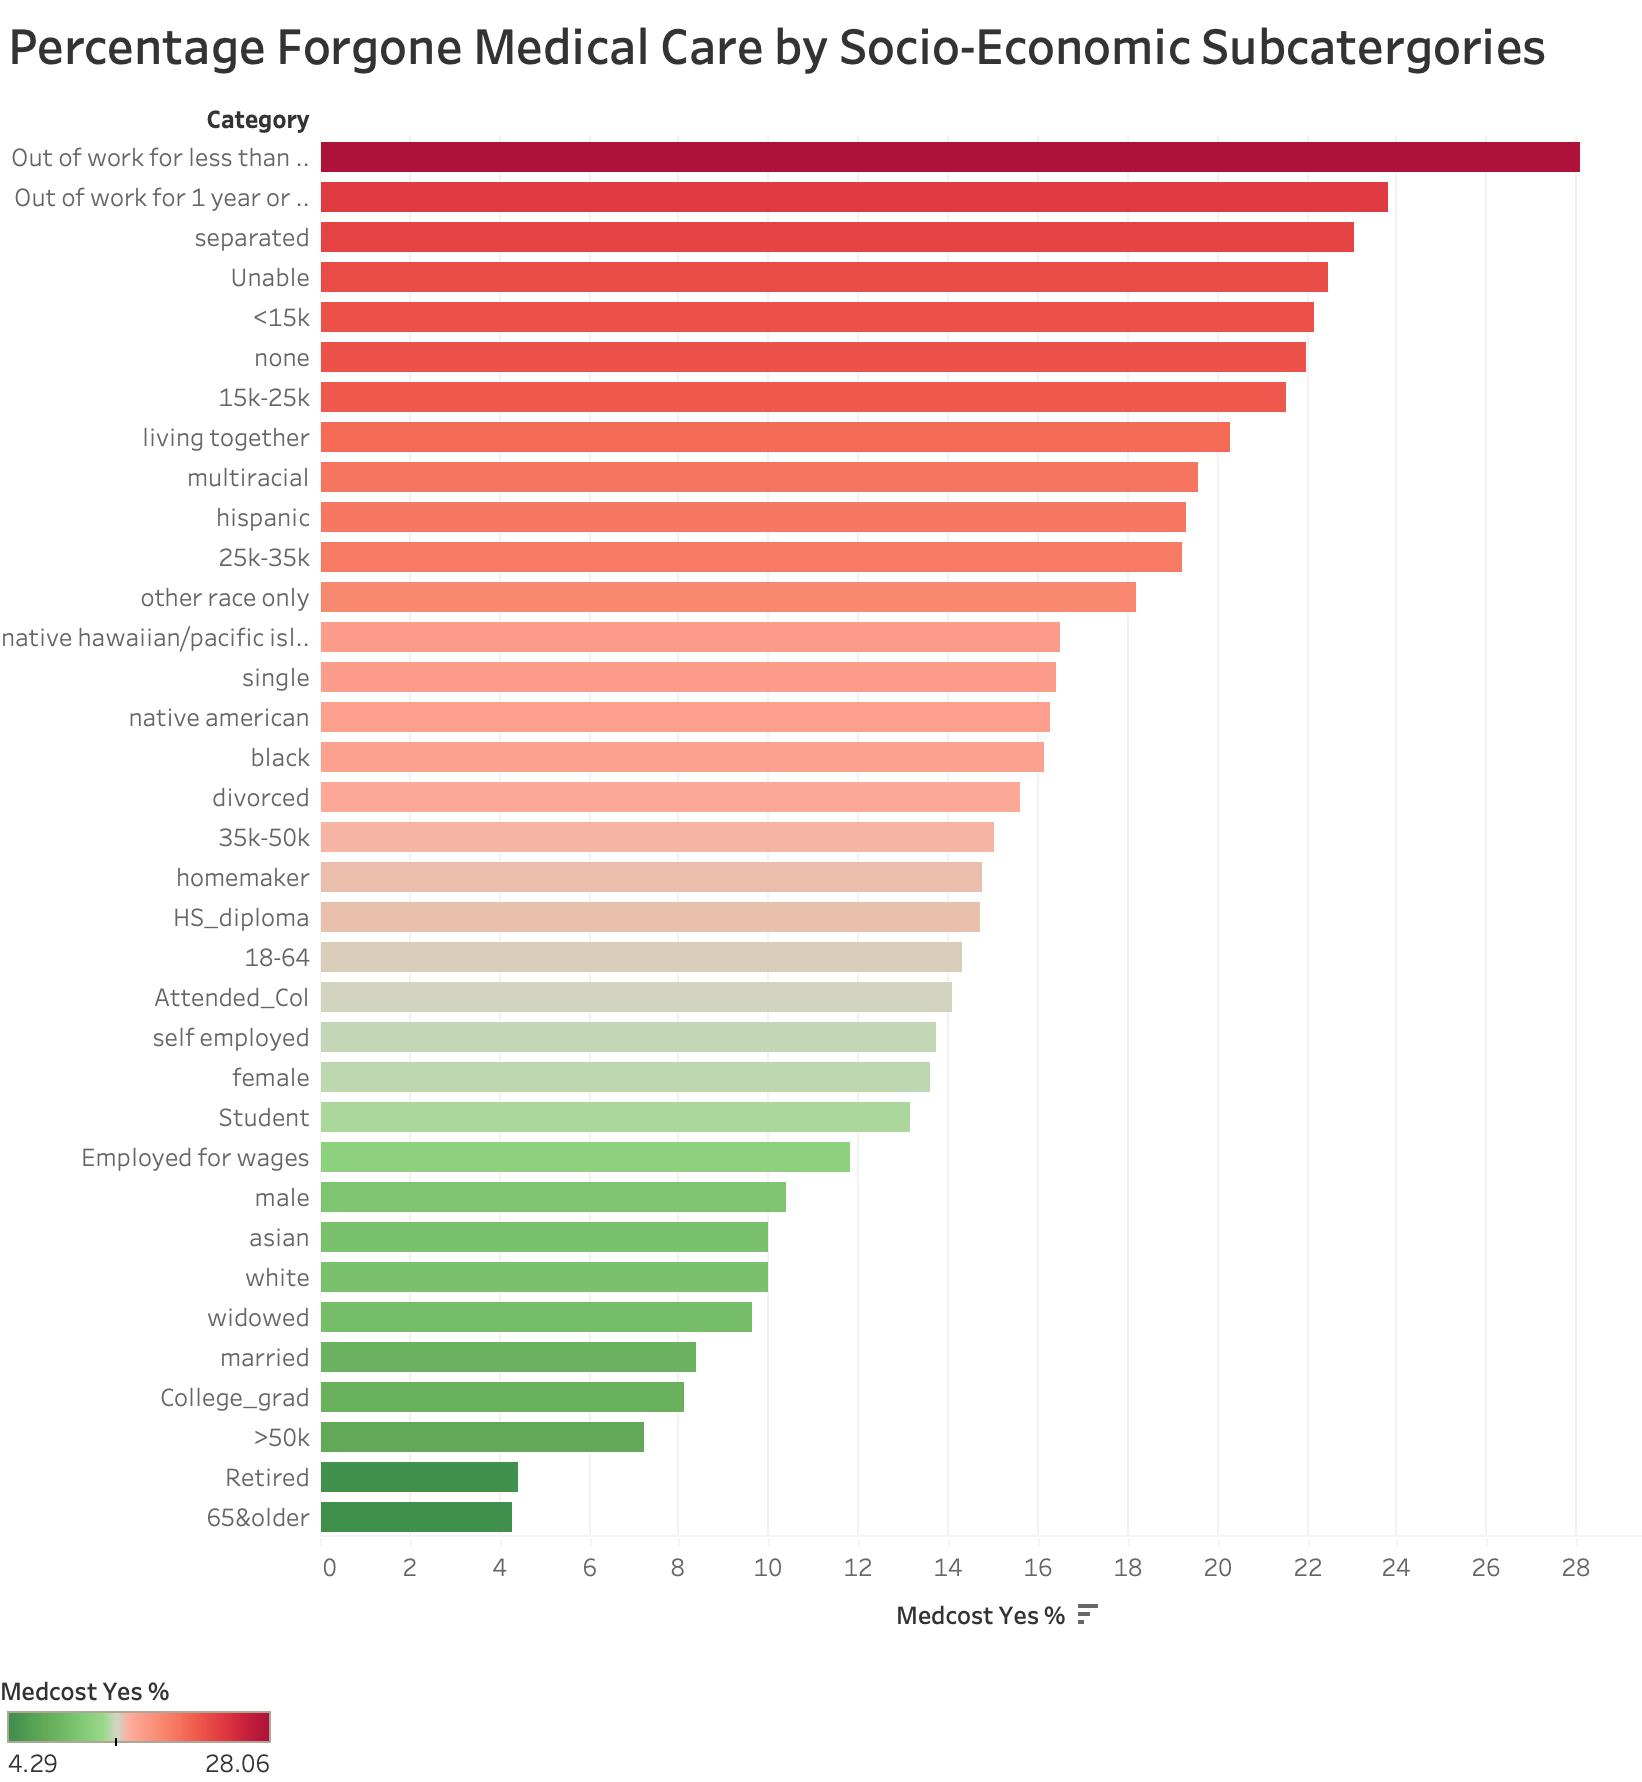 Percentage Forgone Medical Care by Socio-Economic Subcatergories
Category
Out of work for less than ..
Out of work for 1 year or ..
separated
Unable
<15k
none
15k-25k
living together
multiracial
hispanic
25k-35k
other race only
native hawaiian/pacific isl..
single
native american
black
divorced
35k-50k
homemaker
HS_diploma
18-64
Attended_Col
self employed
female
Student
Employed for wages
male
asian
white
widowed
married
College_grad
>50k
Retired
65&older
0 2 4 6 8 10 12 14 16 18 20 22 24 26 28
Medcost Yes %
Medcost Yes %
4.29 28.06